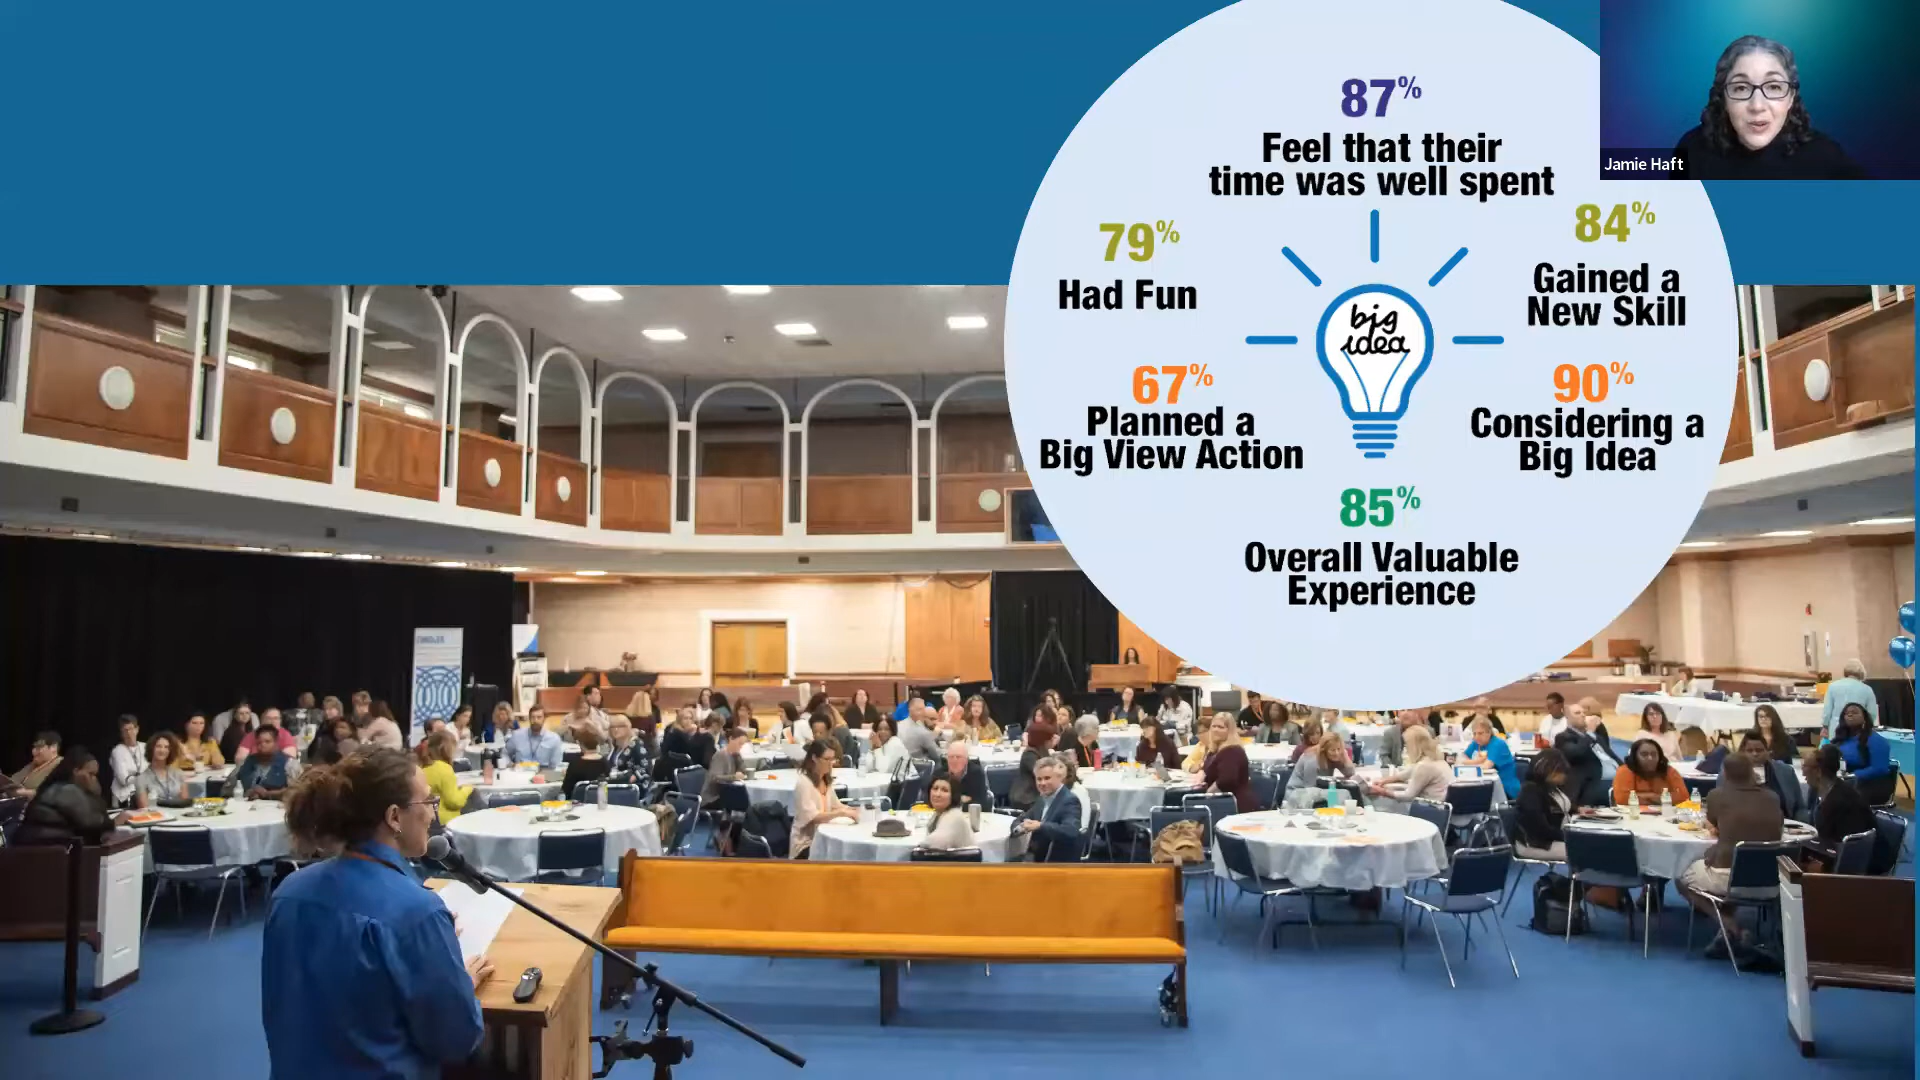 87%
Feel that their
time was well spent
Jamie Haft
79%
Had Fun
84%
Gained a
New Skill
big
idea
67%
Planned a
Big View Action
90%
Considering a
Big Idea
85%
Overall Valuable
Experience